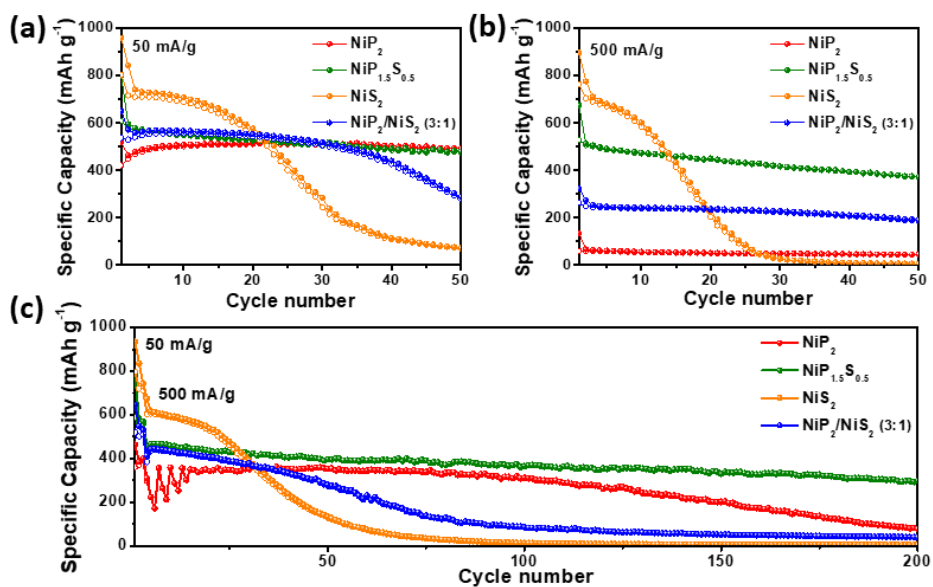 (a)
50 mA/g
NiP₂
NiP₁.₅S₀.₅
NiS₂
NiP₂/NiS₂ (3:1)
Specific Capacity (mAh g⁻¹)
1000
800
600
400
200
0
10
20
30
40
50
Cycle number
(b)
500 mA/g
NiP₂
NiP₁.₅S₀.₅
NiS₂
NiP₂/NiS₂ (3:1)
Specific Capacity (mAh g⁻¹)
1000
800
600
400
200
0
10
20
30
40
50
Cycle number
(c)
50 mA/g
500 mA/g
NiP₂
NiP₁.₅S₀.₅
NiS₂
NiP₂/NiS₂ (3:1)
Specific Capacity (mAh g⁻¹)
1000
800
600
400
200
0
50
100
150
200
Cycle number